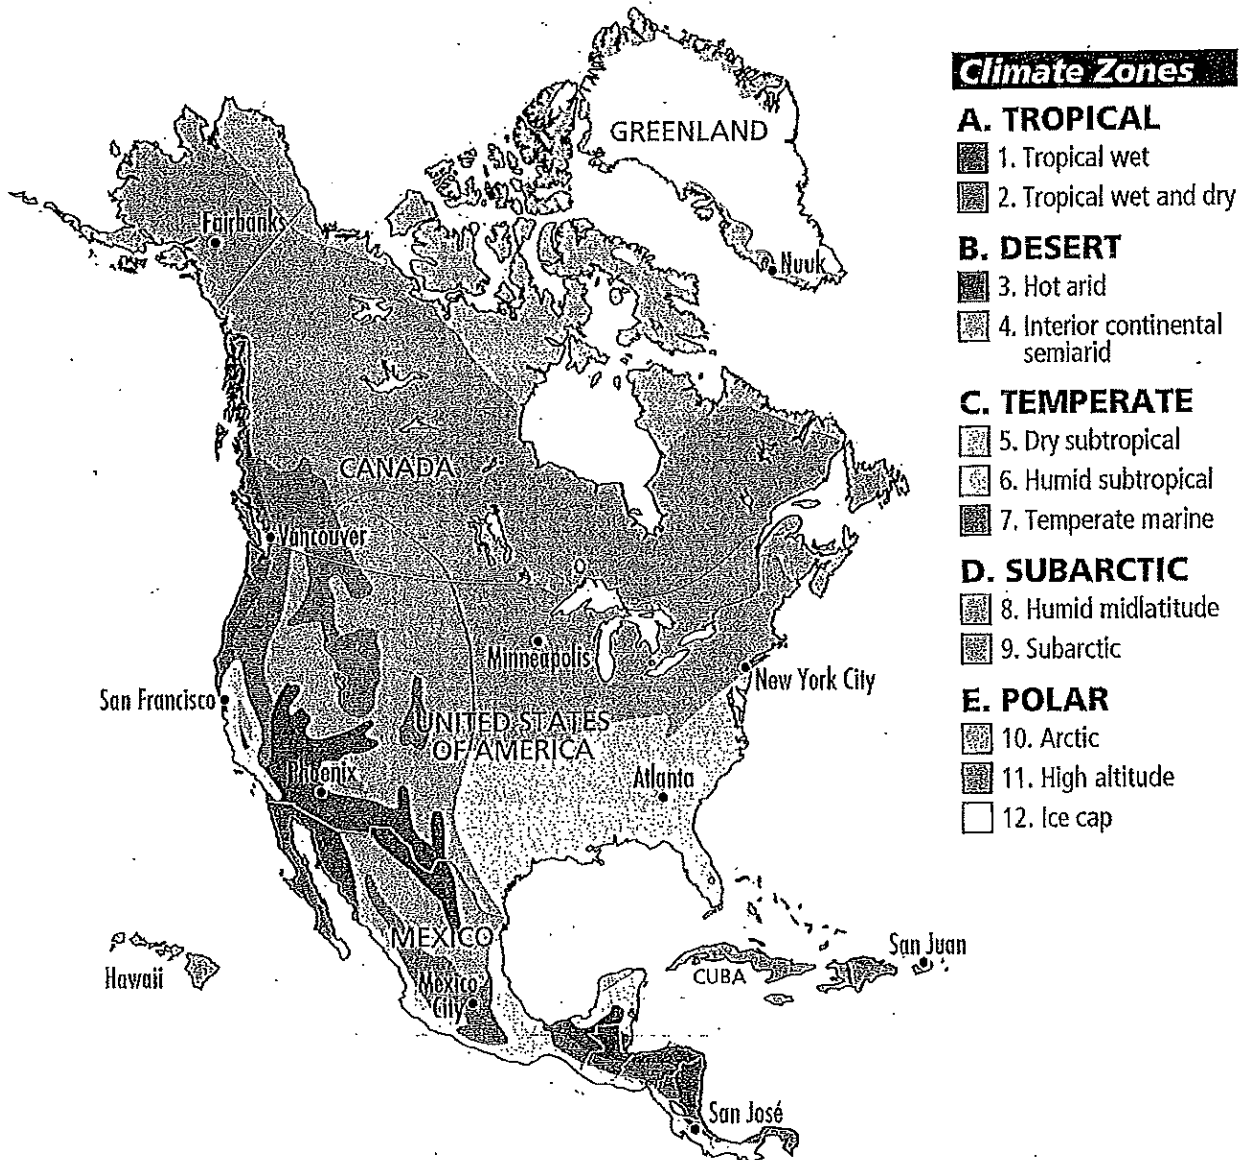 GREENLAND
Nuuk
Fairbanks
CANADA
Vancouver
Minneapolis
New York City
San Francisco
UNITED STATES
OF AMERICA
Phoenix
Atlanta
MEXICO
Mexico
City
Hawaii
CUBA
San Juan
San José
Climate Zones
A. TROPICAL
1. Tropical wet
2. Tropical wet and dry
B. DESERT
3. Hot arid
4. Interior continental
semiarid
C. TEMPERATE
5. Dry subtropical
6. Humid subtropical
7. Temperate marine
D. SUBARCTIC
8. Humid midlatitude
9. Subarctic
E. POLAR
10. Arctic
11. High altitude
12. Ice cap